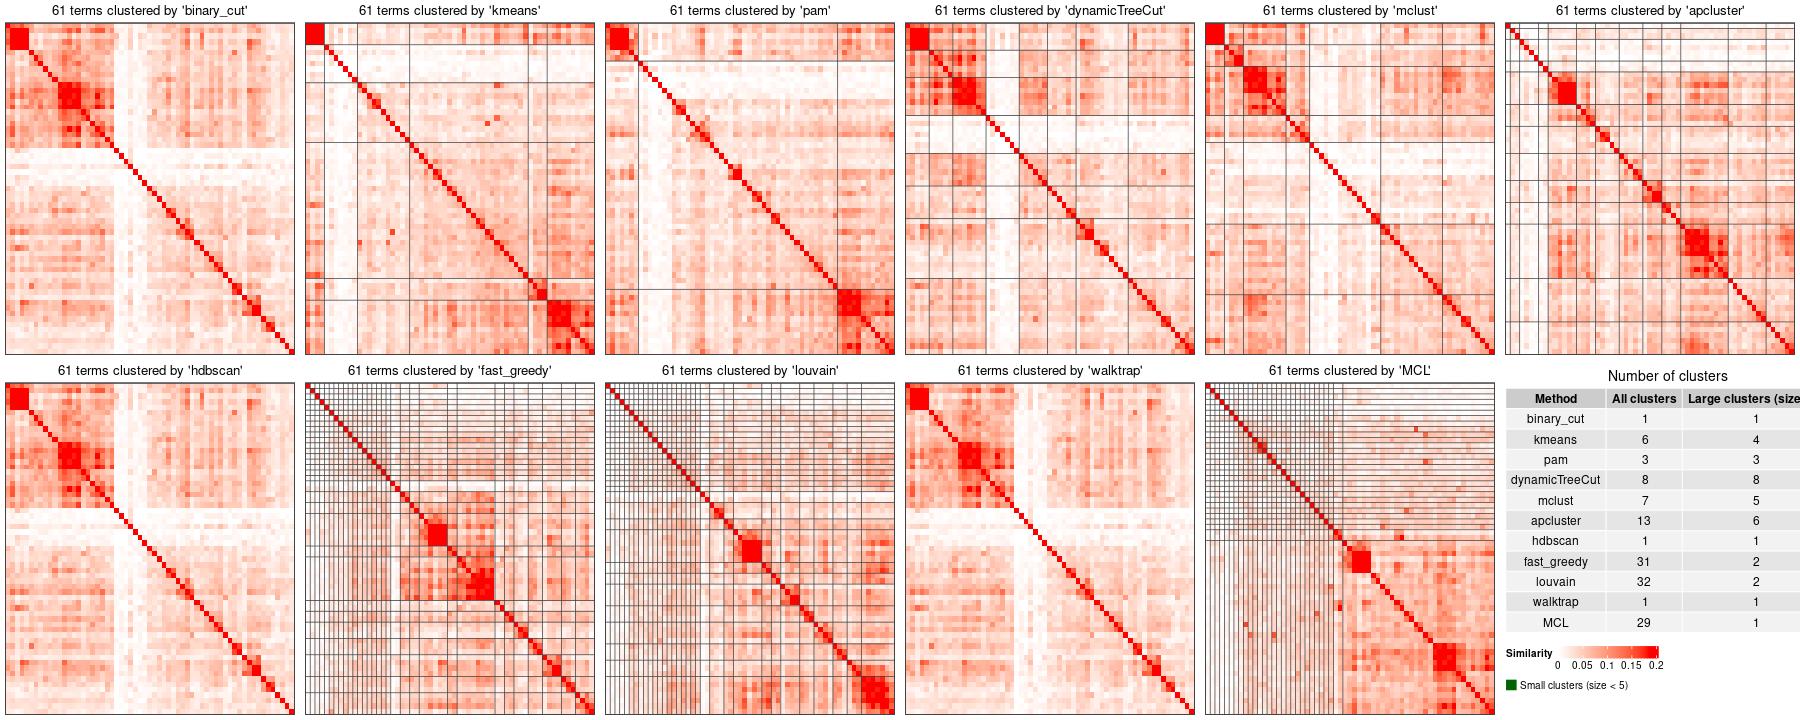 61 terms clustered by 'binary_cut'
61 terms clustered by 'kmeans'
61 terms clustered by 'pam'
61 terms clustered by 'dynamicTreeCut'
61 terms clustered by 'mclust'
61 terms clustered by 'apcluster'
61 terms clustered by 'hdbscan'
61 terms clustered by 'fast_greedy'
61 terms clustered by 'louvain'
61 terms clustered by 'walktrap'
61 terms clustered by 'MCL'
Number of clusters
Method All clusters Large clusters (size
binary_cut 1 1
kmeans 6 4
pam 3 3
dynamicTreeCut 8 8
mclust 7 5
apcluster 13 6
hdbscan 1 1
fast_greedy 31 2
louvain 32 2
walktrap 1 1
MCL 29 1
Similarity
0 0.05 0.1 0.15 0.2
Small clusters (size < 5)